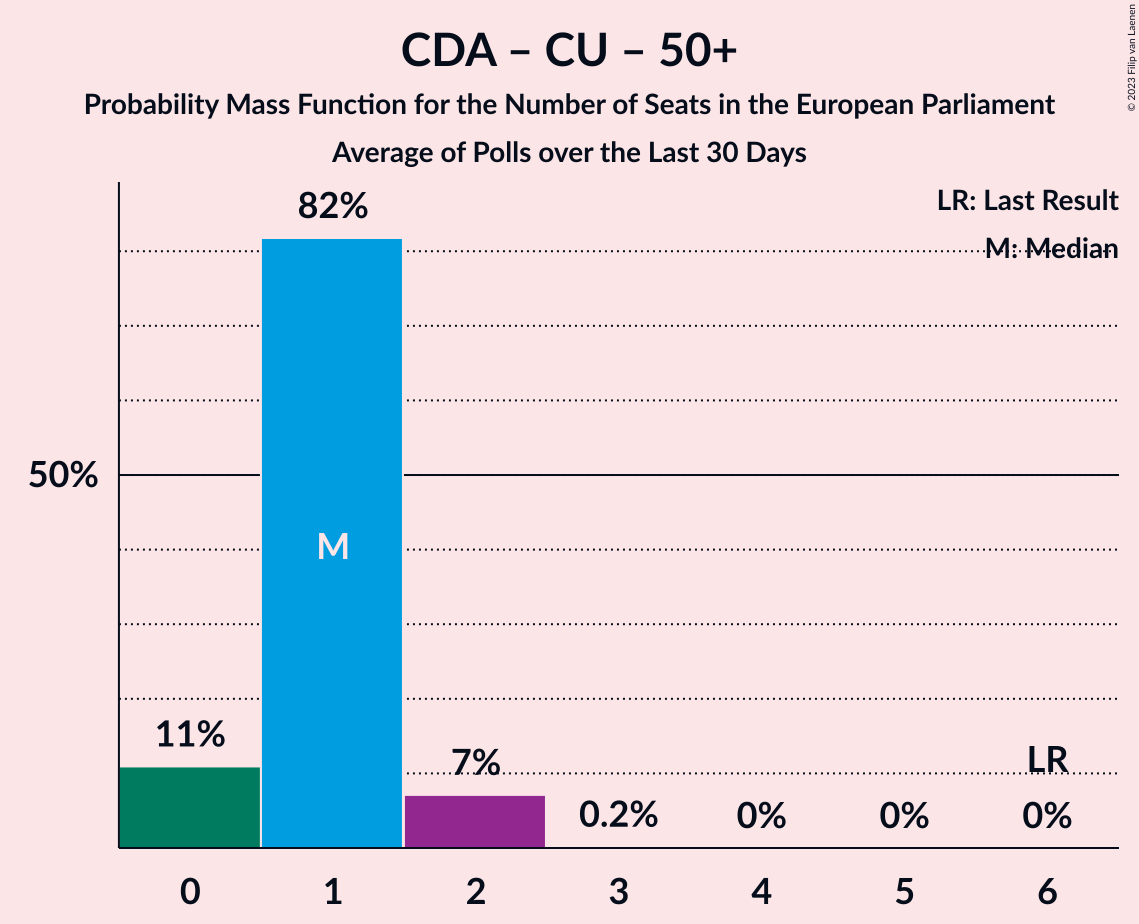 CDA – CU – 50+
Probability Mass Function for the Number of Seats in the European Parliament
Average of Polls over the Last 30 Days
© 2023 Filip van Laenen
LR: Last Result
M: Median
82%
50%
M
11%
7%
0.2%
0%
0%
LR
0%
0 1 2 3 4 5 6